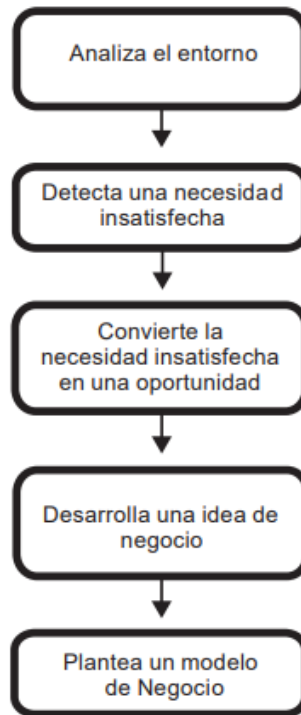 Analiza el entorno
Detecta una necesidad
insatisfecha
Convierte la
necesidad insatisfecha
en una oportunidad
Desarrolla una idea de
negocio
Plantea un modelo
de Negocio